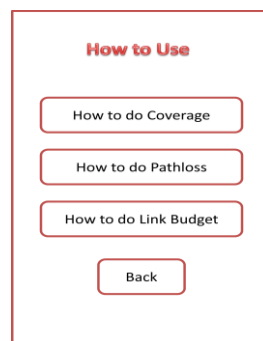 How to Use
How to do Coverage
How to do Pathloss
How to do Link Budget
Back